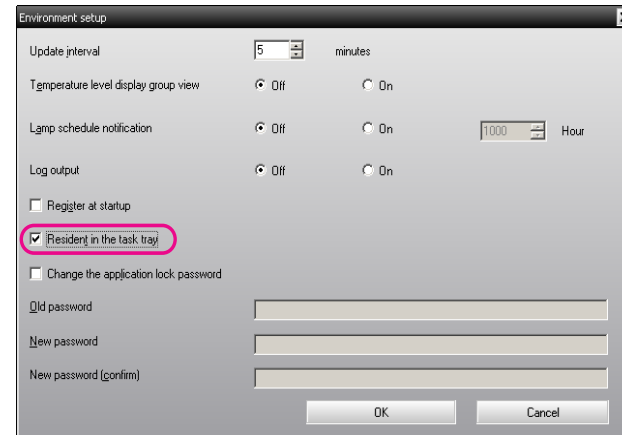 Environment setup
Update interval 5 minutes
Temperature level display group view Off On
Lamp schedule notification Off On 1000 Hour
Log output Off On
Register at startup
Resident in the task tray
Change the application lock password
Old password
New password
New password (confirm)
OK Cancel